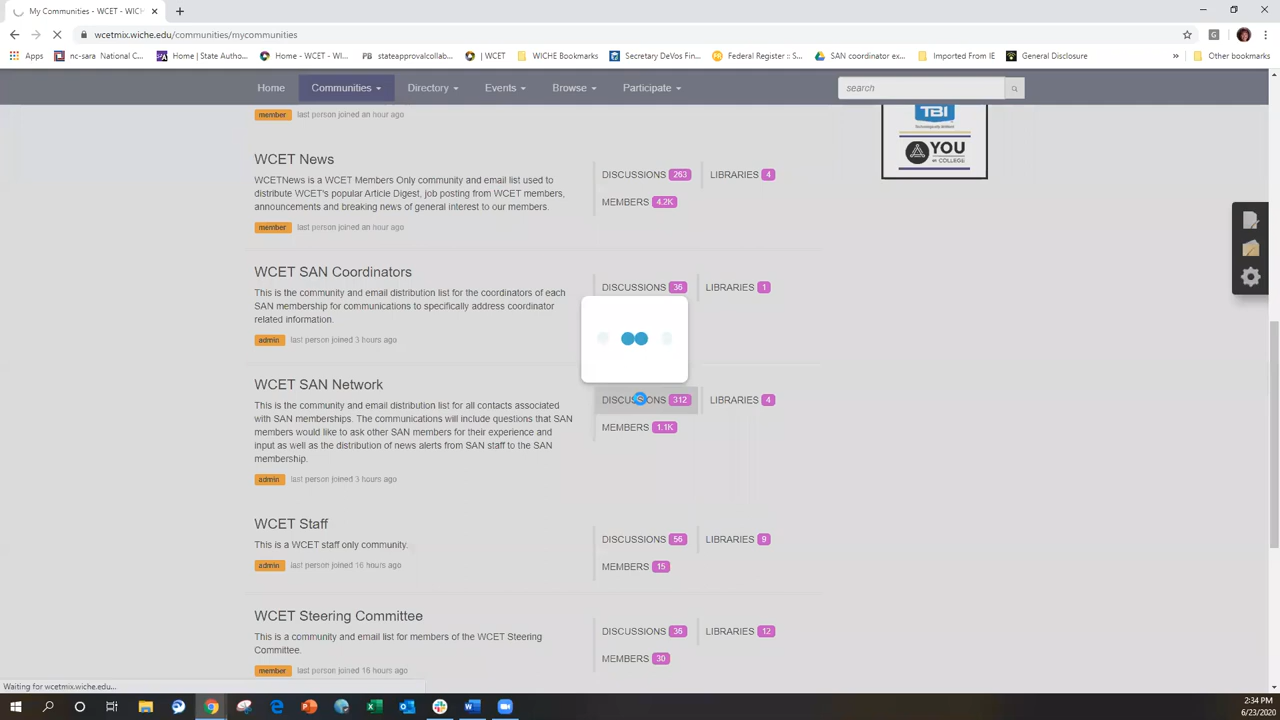 My Communities - WCET - WICH
wcetmix.wiche.edu/communities/mycommunities
Apps nc-sara National C... Home | State Autho... Home - WCET - WI... PB stateapprovalcollab... | WCET WICHE Bookmarks Secretary DeVos Fin... Federal Register :: S... SAN coordinator ex... Imported From IE General Disclosure » Other bookmarks
Home Communities Directory Events Browse Participate search
member last person joined an hour ago
TBI
YOU
AT COLLEGE
WCET News
WCETNews is a WCET Members Only community and email list used to
distribute WCET's popular Article Digest, job posting from WCET members,
announcements and breaking news of general interest to our members.
member last person joined an hour ago
DISCUSSIONS 263 LIBRARIES 4
MEMBERS 4.2K
WCET SAN Coordinators
This is the community and email distribution list for the coordinators of each
SAN membership for communications to specifically address coordinator
related information.
admin last person joined 3 hours ago
DISCUSSIONS 36 LIBRARIES 1
WCET SAN Network
This is the community and email distribution list for all contacts associated
with SAN memberships. The communications will include questions that SAN
members would like to ask other SAN members for their experience and
input as well as the distribution of news alerts from SAN staff to the SAN
membership.
admin last person joined 3 hours ago
DISCUSSIONS 312 LIBRARIES 4
MEMBERS 1.1K
WCET Staff
This is a WCET staff only community.
admin last person joined 16 hours ago
DISCUSSIONS 56 LIBRARIES 9
MEMBERS 15
WCET Steering Committee
This is a community and email list for members of the WCET Steering
Committee.
member last person joined 16 hours ago
DISCUSSIONS 36 LIBRARIES 12
MEMBERS 30
Waiting for wcetmix.wiche.edu...
2:34 PM
6/23/2020